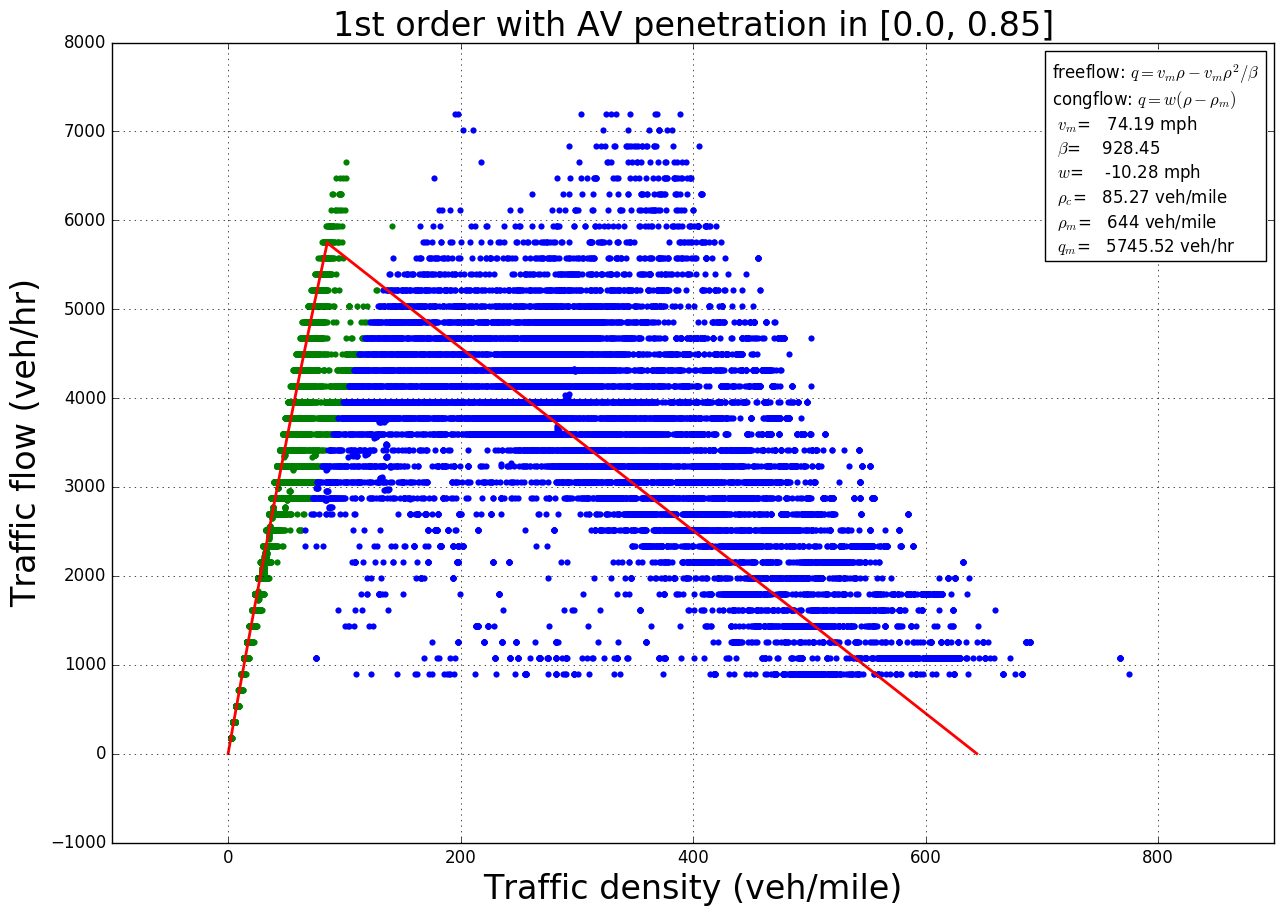 1st order with AV penetration in [0.0, 0.85]
8000
7000
6000
5000
4000
3000
2000
1000
0
−1000
Traffic flow (veh/hr)
freeflow: q = v_m ρ − v_m ρ²/β
congflow: q = w(ρ − ρ_m)
v_m= 74.19 mph
β= 928.45
w= -10.28 mph
ρ_c= 85.27 veh/mile
ρ_m= 644 veh/mile
q_m= 5745.52 veh/hr
0 200 400 600 800
Traffic density (veh/mile)